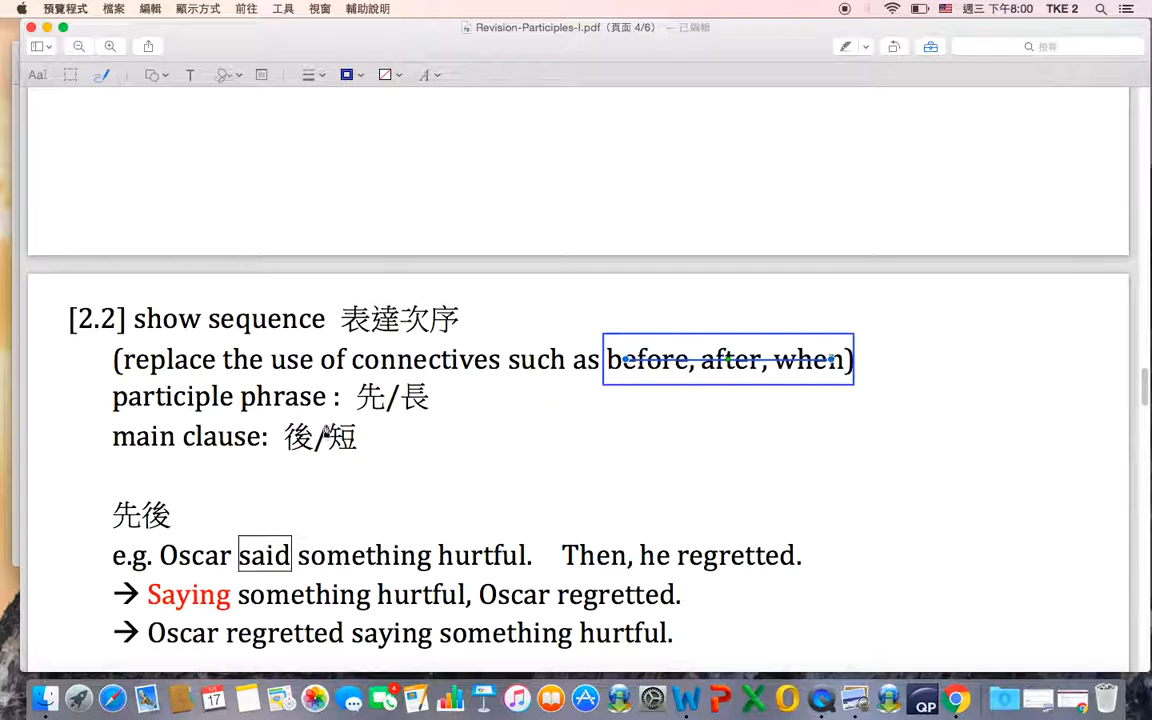 預覽程式 檔案 編輯 顯示方式 前往 工具 視窗 輔助說明 週三 下午8:00 TKE 2
Revision-Participles-I.pdf（頁面 4/6） — 已編輯
搜尋
[2.2] show sequence 表達次序
(replace the use of connectives such as before, after, when)
participle phrase : 先/長
main clause: 後/短
先後
e.g. Oscar said something hurtful. Then, he regretted.
→ Saying something hurtful, Oscar regretted.
→ Oscar regretted saying something hurtful.
17
4
QP